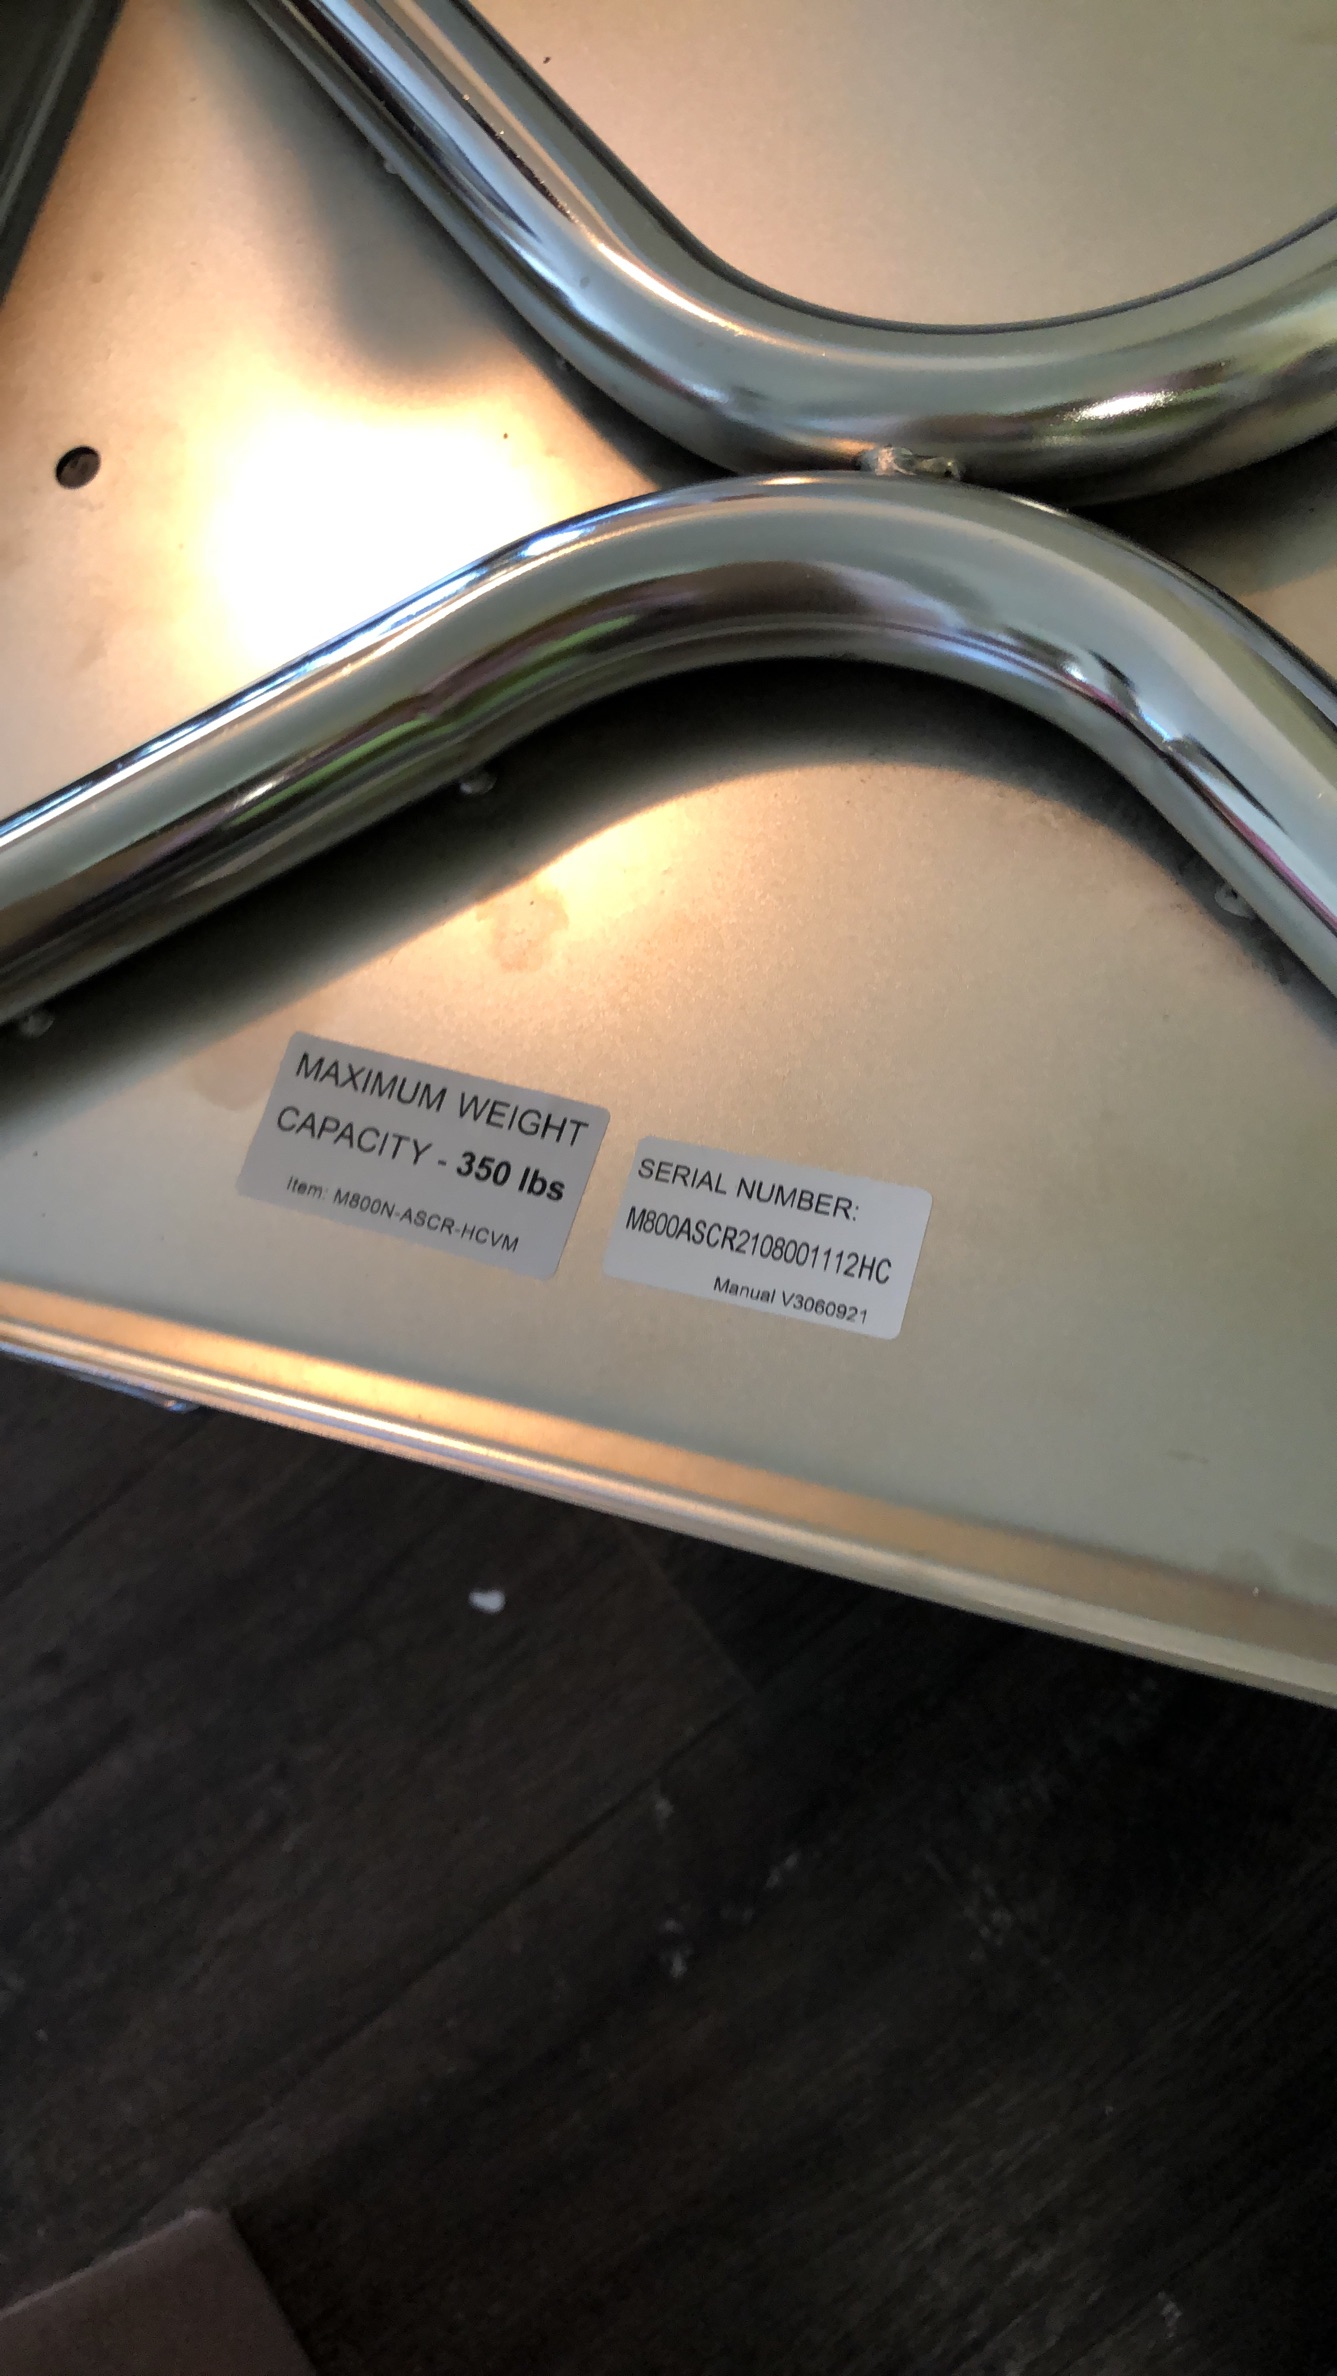 MAXIMUM WEIGHT
CAPACITY - 350 lbs
Item: M800N-ASCR-HCVM
SERIAL NUMBER:
M800ASCR2108001112HC
Manual V3060921